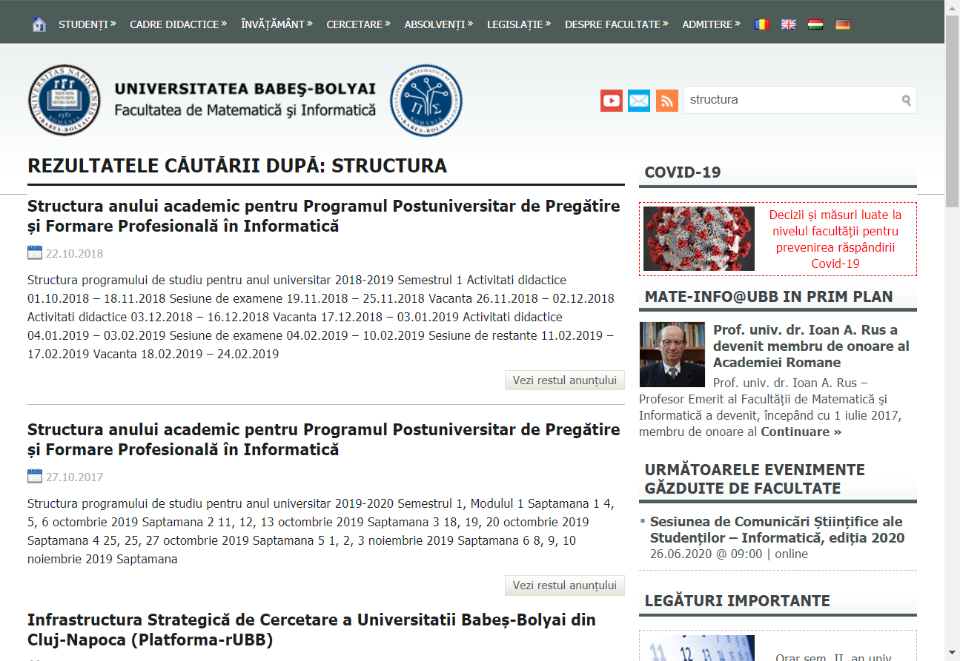 STUDENȚI » CADRE DIDACTICE » ÎNVĂȚĂMÂNT » CERCETARE » ABSOLVENȚI » LEGISLAȚIE » DESPRE FACULTATE » ADMITERE »
UNIVERSITATEA BABEȘ-BOLYAI
Facultatea de Matematică și Informatică
structura
REZULTATELE CĂUTĂRII DUPĂ: STRUCTURA
Structura anului academic pentru Programul Postuniversitar de Pregătire
și Formare Profesională în Informatică
22.10.2018
Structura programului de studiu pentru anul universitar 2018-2019 Semestrul 1 Activitati didactice
01.10.2018 – 18.11.2018 Sesiune de examene 19.11.2018 – 25.11.2018 Vacanta 26.11.2018 – 02.12.2018
Activitati didactice 03.12.2018 – 16.12.2018 Vacanta 17.12.2018 – 03.01.2019 Activitati didactice
04.01.2019 – 03.02.2019 Sesiune de examene 04.02.2019 – 10.02.2019 Sesiune de restante 11.02.2019 –
17.02.2019 Vacanta 18.02.2019 – 24.02.2019
Vezi restul anunțului
Structura anului academic pentru Programul Postuniversitar de Pregătire
și Formare Profesională în Informatică
27.10.2017
Structura programului de studiu pentru anul universitar 2019-2020 Semestrul 1, Modulul 1 Saptamana 1 4,
5, 6 octombrie 2019 Saptamana 2 11, 12, 13 octombrie 2019 Saptamana 3 18, 19, 20 octombrie 2019
Saptamana 4 25, 25, 27 octombrie 2019 Saptamana 5 1, 2, 3 noiembrie 2019 Saptamana 6 8, 9, 10
noiembrie 2019 Saptamana
Vezi restul anunțului
Infrastructura Strategică de Cercetare a Universitatii Babeș-Bolyai din
Cluj-Napoca (Platforma-rUBB)
COVID-19
Decizii și măsuri luate la
nivelul facultății pentru
prevenirea răspândirii
Covid-19
MATE-INFO@UBB IN PRIM PLAN
Prof. univ. dr. Ioan A. Rus a
devenit membru de onoare al
Academiei Romane
Prof. univ. dr. Ioan A. Rus –
Profesor Emerit al Facultății de Matematică și
Informatică a devenit, începând cu 1 iulie 2017,
membru de onoare al Continuare »
URMĂTOARELE EVENIMENTE
GĂZDUITE DE FACULTATE
Sesiunea de Comunicări Științifice ale
Studenților – Informatică, ediția 2020
26.06.2020 @ 09:00 | online
LEGĂTURI IMPORTANTE
Orar sem. II, an univ.